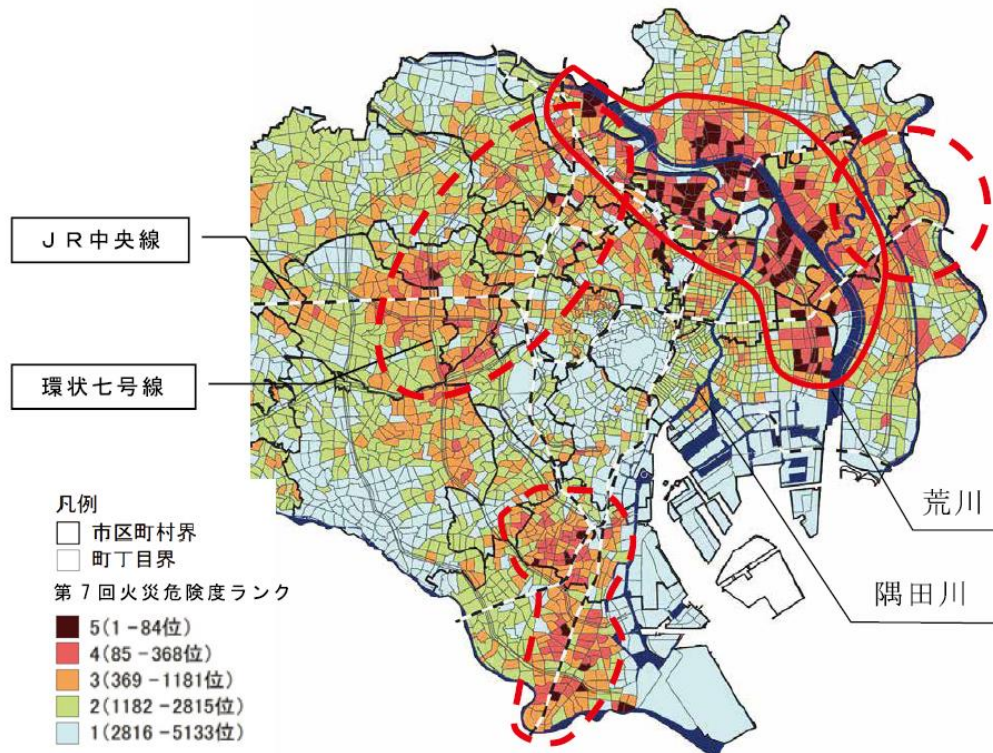 JR中央線
環状七号線
荒川
隅田川
凡例
市区町村界
町丁目界
第7回火災危険度ランク
5(1-84位)
4(85-368位)
3(369-1181位)
2(1182-2815位)
1(2816-5133位)